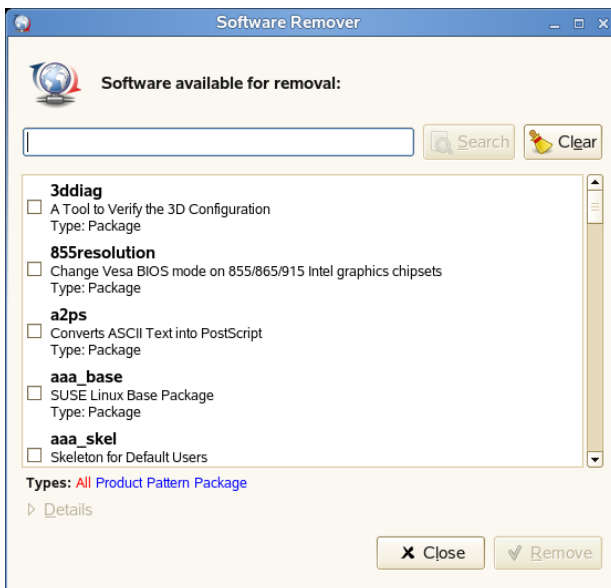 Software Remover
Software available for removal:
Search
Clear
3ddiag
A Tool to Verify the 3D Configuration
Type: Package
855resolution
Change Vesa BIOS mode on 855/865/915 Intel graphics chipsets
Type: Package
a2ps
Converts ASCII Text into PostScript
Type: Package
aaa_base
SUSE Linux Base Package
Type: Package
aaa_skel
Skeleton for Default Users
Types: All Product Pattern Package
Details
Close
Remove